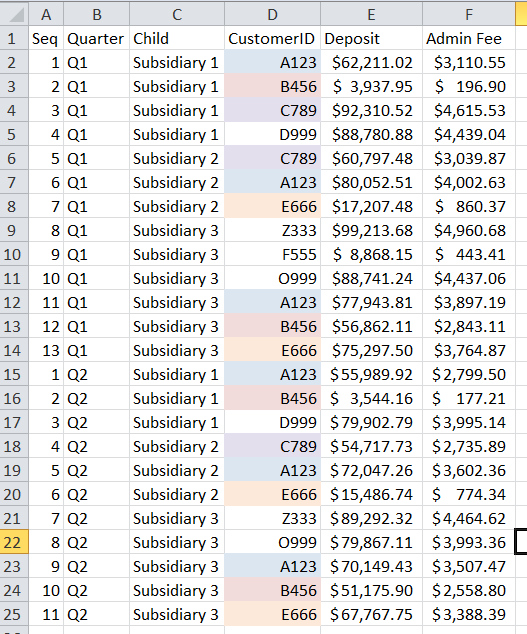 A B C D E F
1 Seq Quarter Child CustomerID Deposit Admin Fee
2 1 Q1 Subsidiary 1 A123 $62,211.02 $3,110.55
3 2 Q1 Subsidiary 1 B456 $ 3,937.95 $ 196.90
4 3 Q1 Subsidiary 1 C789 $92,310.52 $4,615.53
5 4 Q1 Subsidiary 1 D999 $88,780.88 $4,439.04
6 5 Q1 Subsidiary 2 C789 $60,797.48 $3,039.87
7 6 Q1 Subsidiary 2 A123 $80,052.51 $4,002.63
8 7 Q1 Subsidiary 2 E666 $17,207.48 $ 860.37
9 8 Q1 Subsidiary 3 Z333 $99,213.68 $4,960.68
10 9 Q1 Subsidiary 3 F555 $ 8,868.15 $ 443.41
11 10 Q1 Subsidiary 3 O999 $88,741.24 $4,437.06
12 11 Q1 Subsidiary 3 A123 $77,943.81 $3,897.19
13 12 Q1 Subsidiary 3 B456 $56,862.11 $2,843.11
14 13 Q1 Subsidiary 3 E666 $75,297.50 $3,764.87
15 1 Q2 Subsidiary 1 A123 $55,989.92 $2,799.50
16 2 Q2 Subsidiary 1 B456 $ 3,544.16 $ 177.21
17 3 Q2 Subsidiary 1 D999 $79,902.79 $3,995.14
18 4 Q2 Subsidiary 2 C789 $54,717.73 $2,735.89
19 5 Q2 Subsidiary 2 A123 $72,047.26 $3,602.36
20 6 Q2 Subsidiary 2 E666 $15,486.74 $ 774.34
21 7 Q2 Subsidiary 3 Z333 $89,292.32 $4,464.62
22 8 Q2 Subsidiary 3 O999 $79,867.11 $3,993.36
23 9 Q2 Subsidiary 3 A123 $70,149.43 $3,507.47
24 10 Q2 Subsidiary 3 B456 $51,175.90 $2,558.80
25 11 Q2 Subsidiary 3 E666 $67,767.75 $3,388.39